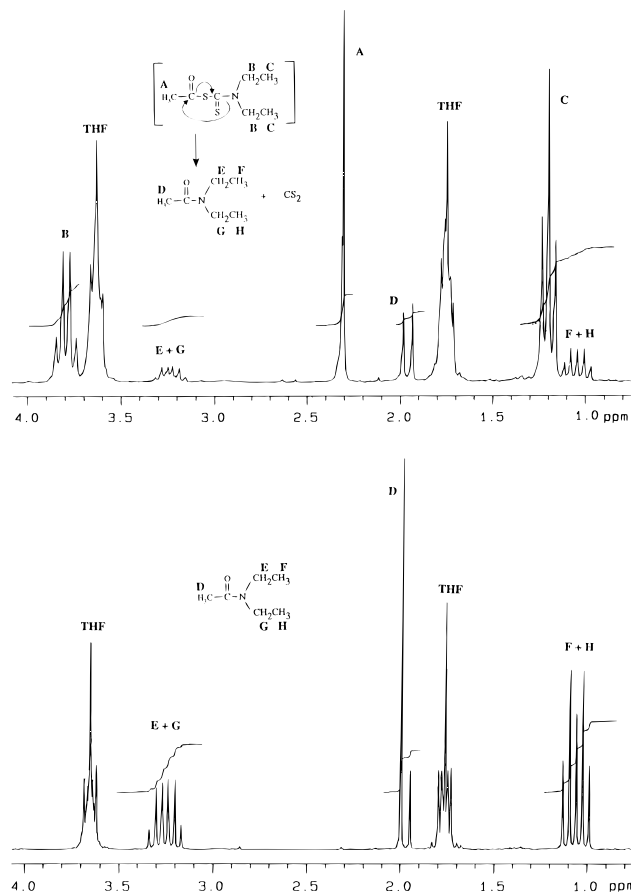 B C
A
O
CH2CH3
A
H3C — C — S — C — N
S
CH2CH3
B C
THF
THF
C
B
E F
D
O
CH2CH3
H3C — C — N + CS2
CH2CH3
G H
D
E + G
F + H
4.0 3.5 3.0 2.5 2.0 1.5 1.0 ppm
D
E F
D
O
CH2CH3
H3C — C — N
CH2CH3
G H
THF
THF
E + G
F + H
4.0 3.5 3.0 2.5 2.0 1.5 1.0 ppm